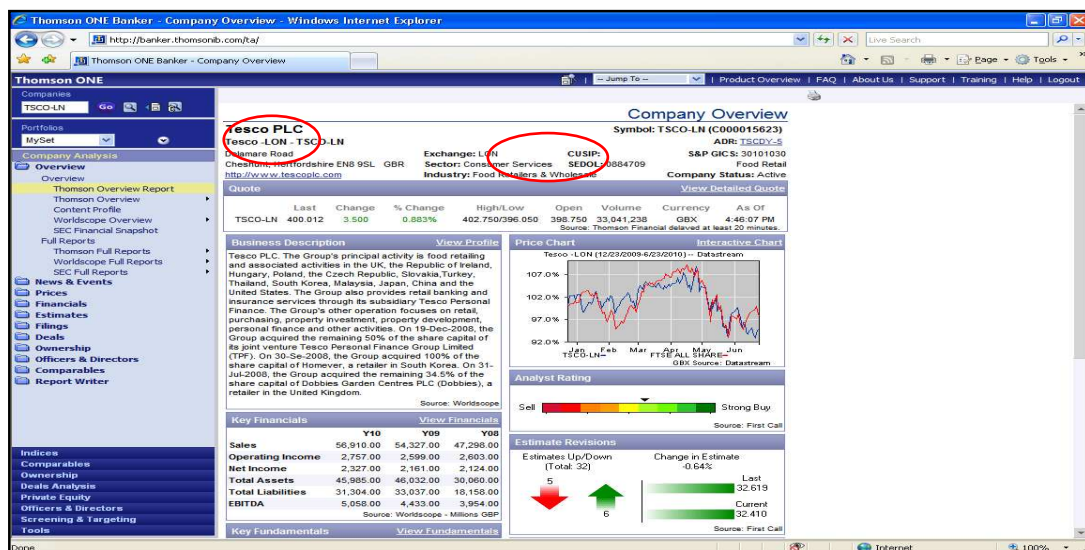 Thomson ONE Banker - Company Overview - Windows Internet Explorer
http://banker.thomsonib.com/ta/
Live Search
Thomson ONE Banker - Company Overview
Page Tools
Thomson ONE
-- Jump To -- | Product Overview | FAQ | About Us | Support | Training | Help | Logout
Companies
TSCO-LN Go
Portfolios
MySet
Company Analysis
Overview
Overview
Thomson Overview Report
Thomson Overview
Content Profile
Worldscope Overview
SEC Financial Snapshot
Full Reports
Thomson Full Reports
Worldscope Full Reports
SEC Full Reports
News & Events
Prices
Financials
Estimates
Filings
Deals
Ownership
Officers & Directors
Comparables
Report Writer
Indices
Comparables
Ownership
Deals Analysis
Private Equity
Officers & Directors
Screening & Targeting
Tools
Company Overview
Tesco PLC Symbol: TSCO-LN (C000015623)
Tesco -LON - TSCO-LN ADR: TSCDY-5
Delamare Road Exchange: LON CUSIP: S&P GICS: 30101030
Cheshunt, Hertfordshire EN8 9SL GBR Sector: Consumer Services SEDOL: 0884709 Food Retail
http://www.tescoplc.com Industry: Food Retailers & Wholesale Company Status: Active
Quote View Detailed Quote
Last Change % Change High/Low Open Volume Currency As Of
TSCO-LN 400.012 3.500 0.883% 402.750/396.050 398.750 33,041,238 GBX 4:46:07 PM
Source: Thomson Financial delayed at least 20 minutes.
Business Description View Profile
Tesco PLC. The Group's principal activity is food retailing
and associated activities in the UK, the Republic of Ireland,
Hungary, Poland, the Czech Republic, Slovakia,Turkey,
Thailand, South Korea, Malaysia, Japan, China and the
United States. The Group also provides retail banking and
insurance services through its subsidiary Tesco Personal
Finance. The Group's other operation focuses on retail,
purchasing, property investment, property development,
personal finance and other activities. On 19-Dec-2008, the
Group acquired the remaining 50% of the share capital of
its joint venture Tesco Personal Finance Group Limited
(TPF). On 30-Se-2008, the Group acquired 100% of the
share capital of Homever, a retailer in South Korea. On 31-
Jul-2008, the Group acquired the remaining 34.5% of the
share capital of Dobbies Garden Centres PLC (Dobbies), a
retailer in the United Kingdom.
Source: Worldscope
Key Financials View Financials
Y10 Y09 Y08
Sales 56,910.00 54,327.00 47,298.00
Operating Income 2,757.00 2,599.00 2,603.00
Net Income 2,327.00 2,161.00 2,124.00
Total Assets 45,985.00 46,032.00 30,060.00
Total Liabilities 31,304.00 33,037.00 18,158.00
EBITDA 5,058.00 4,433.00 3,954.00
Source: Worldscope - Millions GBP
Key Fundamentals View Fundamentals
Price Chart Interactive Chart
Tesco -LON (12/23/2009-6/23/2010) -- Datastream
107.0%
102.0%
97.0%
92.0%
Jan Feb Mar Apr May Jun
TSCO-LN FTSE ALL SHARE
GBX Source: Datastream
Analyst Rating
Sell Strong Buy
Source: First Call
Estimate Revisions
Estimates Up/Down Change in Estimate
(Total: 32) -0.64%
5 Last
32.619
Current
6 32.410
Source: First Call
Done Internet 100%